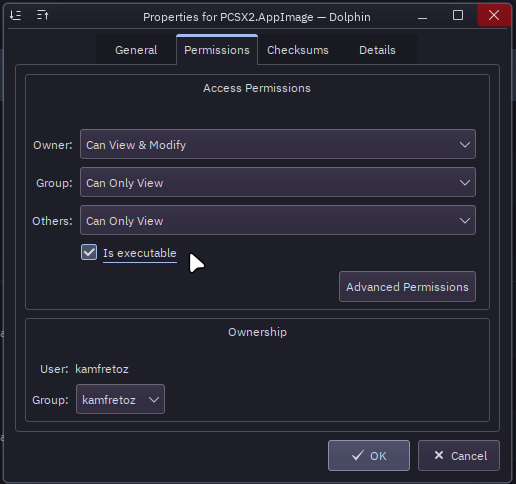 Properties for PCSX2.AppImage — Dolphin
General Permissions Checksums Details
Access Permissions
Owner: Can View & Modify
Group: Can Only View
Others: Can Only View
Is executable
Advanced Permissions
Ownership
User: kamfretoz
Group: kamfretoz
OK Cancel